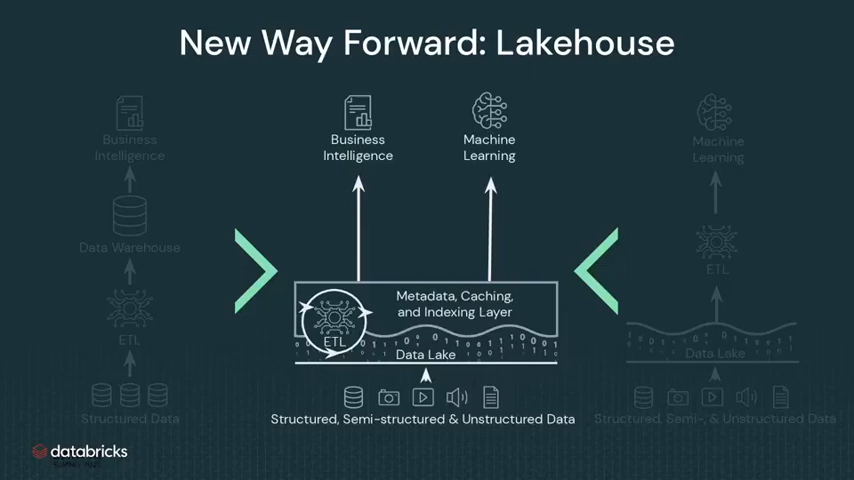 New Way Forward: Lakehouse
Business
Intelligence
Data Warehouse
ETL
Structured Data
Business
Intelligence
Machine
Learning
Metadata, Caching,
and Indexing Layer
ETL
Data Lake
Structured, Semi-structured & Unstructured Data
Machine
Learning
ETL
Data Lake
Structured, Semi-, & Unstructured Data
databricks